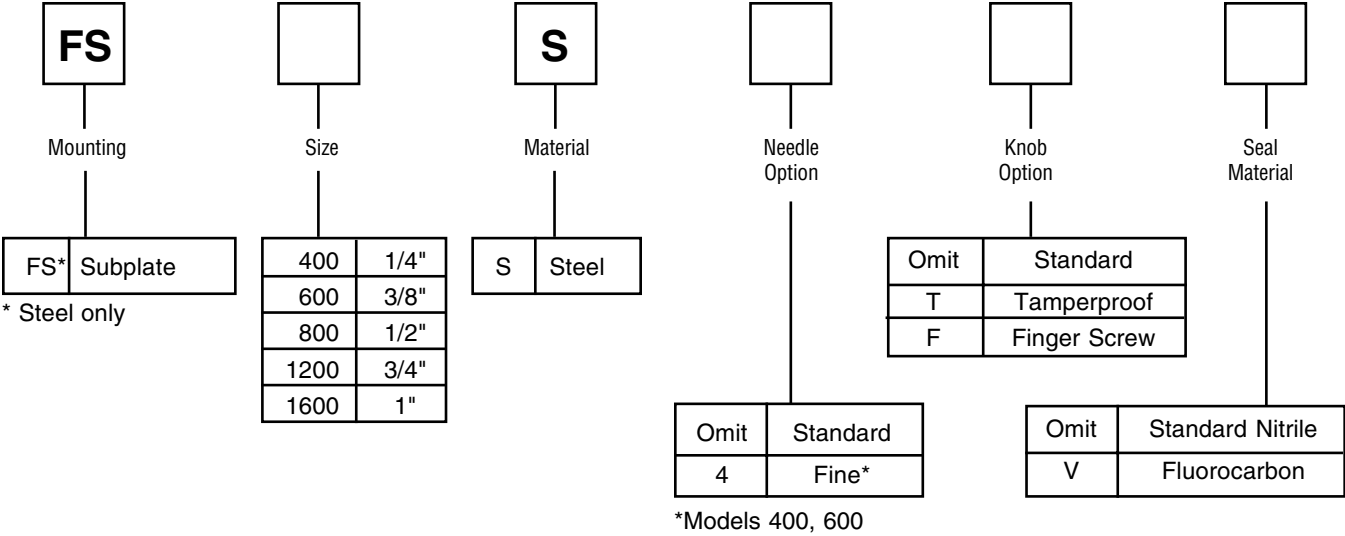 FS
S
Mounting
Size
Material
Needle
Option
Knob
Option
Seal
Material
FS* Subplate
* Steel only
400 1/4"
600 3/8"
800 1/2"
1200 3/4"
1600 1"
S Steel
Omit Standard
4 Fine*
*Models 400, 600
Omit Standard
T Tamperproof
F Finger Screw
Omit Standard Nitrile
V Fluorocarbon